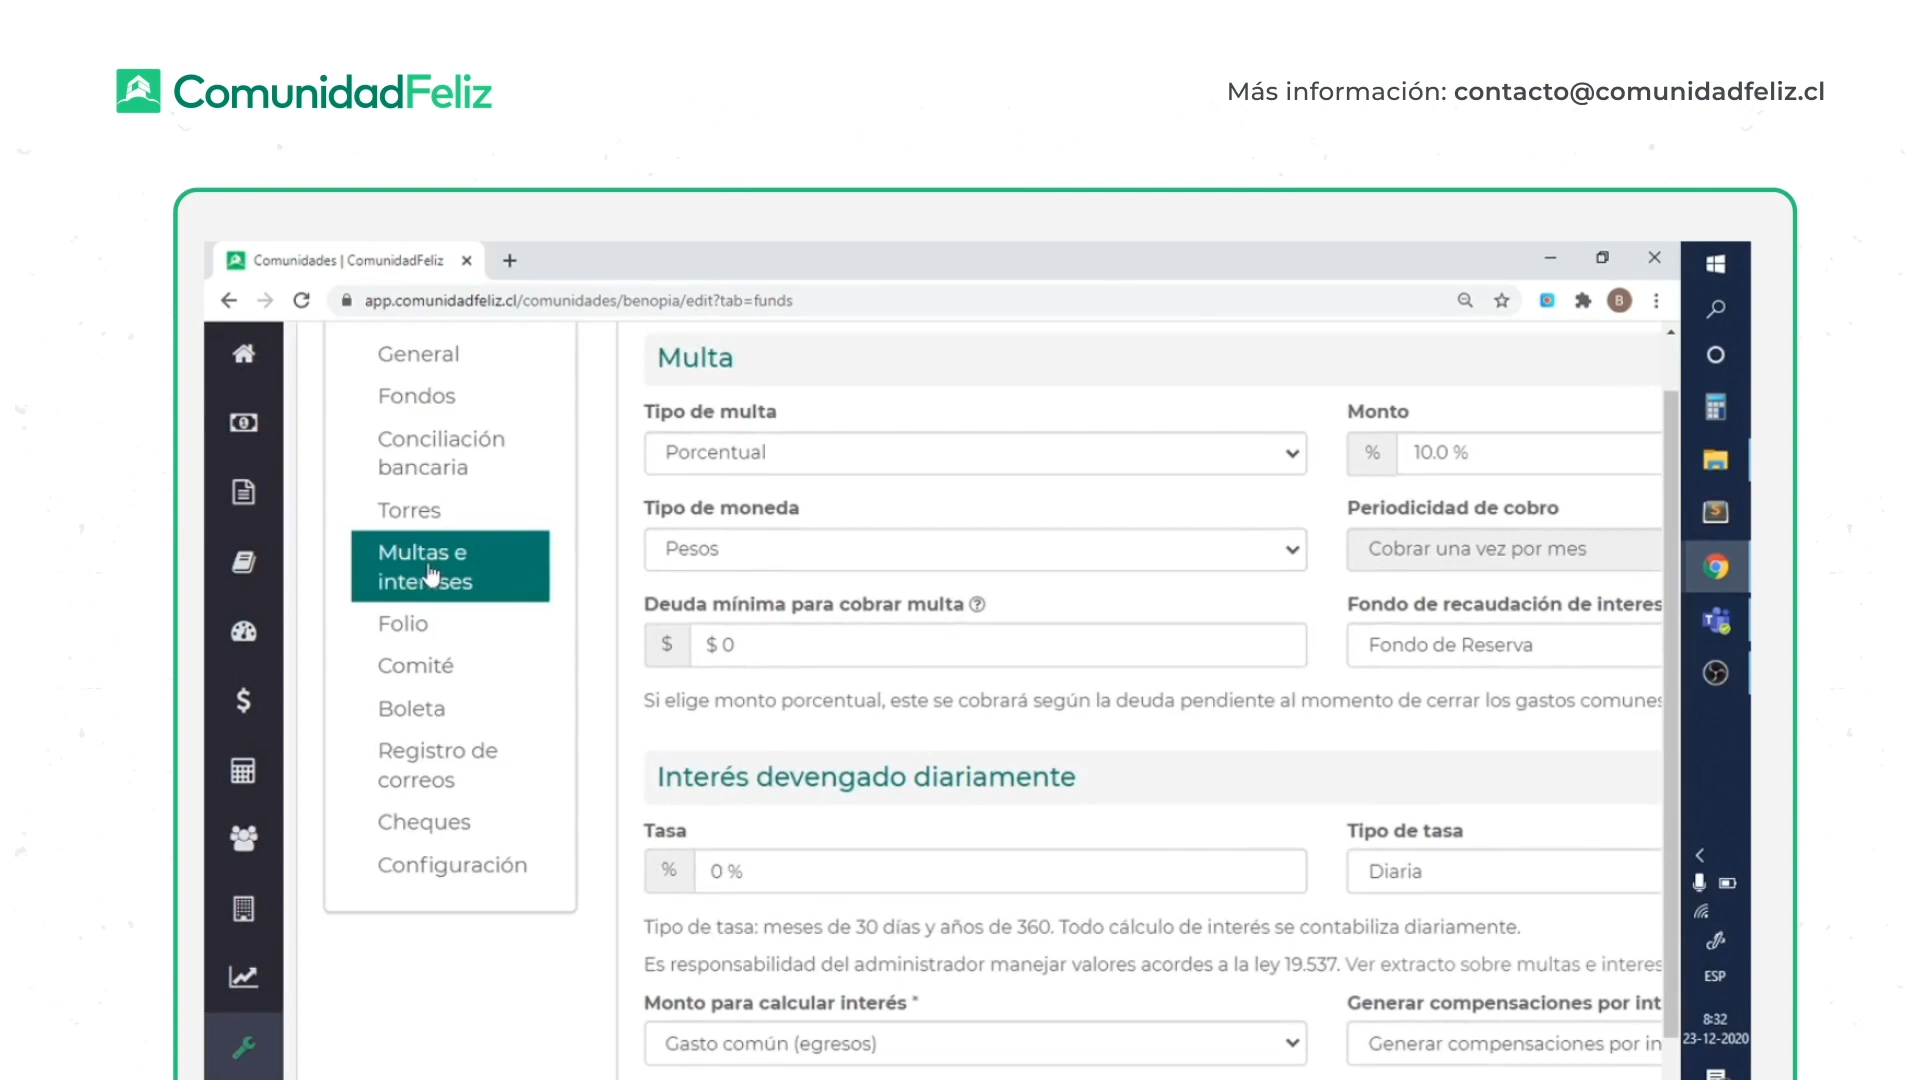 ComunidadFeliz
Más información: contacto@comunidadfeliz.cl
Comunidades | ComunidadFeliz
app.comunidadfeliz.cl/comunidades/benopia/edit?tab=funds
B
General
Fondos
Conciliación
bancaria
Torres
Multas e
intereses
Folio
Comité
Boleta
Registro de
correos
Cheques
Configuración
Multa
Tipo de multa
Monto
Porcentual
% 10.0 %
Tipo de moneda
Periodicidad de cobro
Pesos
Cobrar una vez por mes
Deuda mínima para cobrar multa
Fondo de recaudación de interes
$ $ 0
Fondo de Reserva
Si elige monto porcentual, este se cobrará según la deuda pendiente al momento de cerrar los gastos comunes
Interés devengado diariamente
Tasa
Tipo de tasa
% 0 %
Diaria
Tipo de tasa: meses de 30 días y años de 360. Todo cálculo de interés se contabiliza diariamente.
Es responsabilidad del administrador manejar valores acordes a la ley 19.537. Ver extracto sobre multas e interes
Monto para calcular interés *
Generar compensaciones por int
Gasto común (egresos)
Generar compensaciones por in
ESP
8:32
23-12-2020